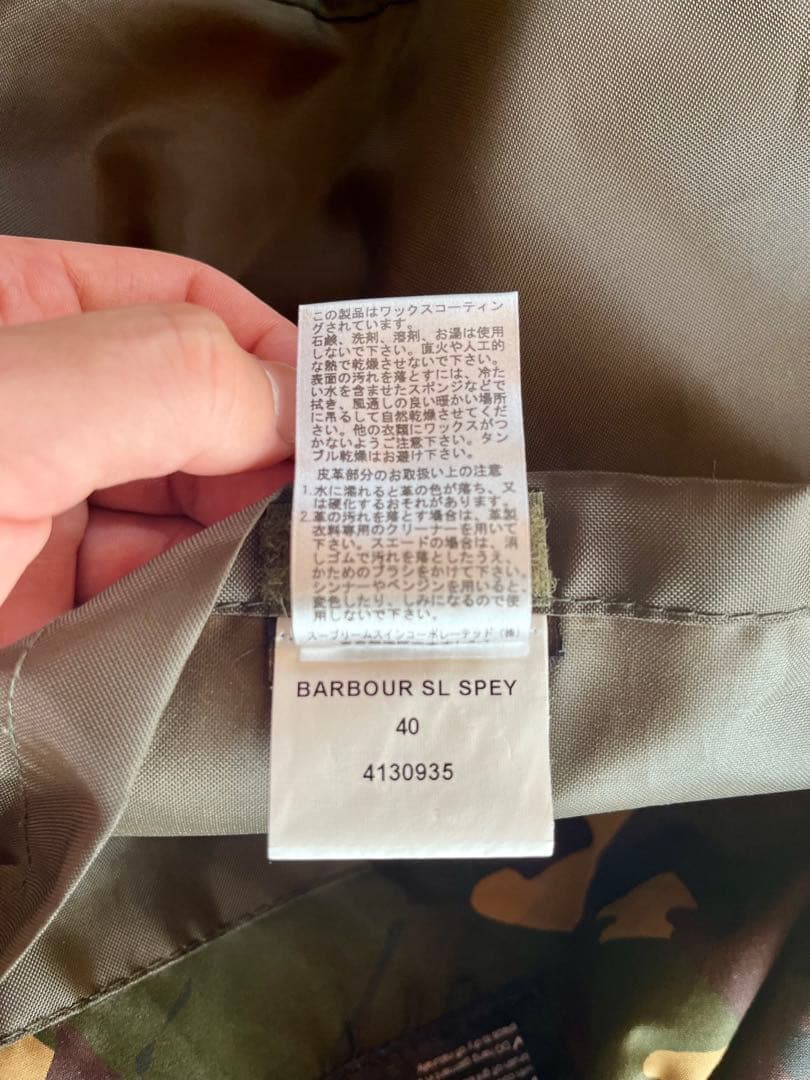 この製品はワックスコーティン
グされています。
石鹸、洗剤、溶剤、お湯は使用
しないで下さい。直火や人工的
な熱で乾燥させないで下さい。
表面の汚れを落とすには、冷た
い水を含ませたスポンジなどで
拭き、風通しの良い暖かい場所
に吊るして自然乾燥させてくだ
さい。他の衣類にワックスがつ
かないようご注意下さい。タン
ブル乾燥はお避け下さい。
皮革部分のお取扱い上の注意
1.水に濡れると革の色が落ち、又
は硬化するおそれがあります。
2.革の汚れを落とす場合は、革製
衣料専用のクリーナーを用いて
下さい。スエードの場合は、消
しゴムで汚れを落としたうえ、
かためのブラシをかけて下さい。
シンナーやベンジンを用いると
変色したり、しみになるので使
用しないで下さい。
スープリームスインコーポレーテッド(株)
BARBOUR SL SPEY
40
4130935